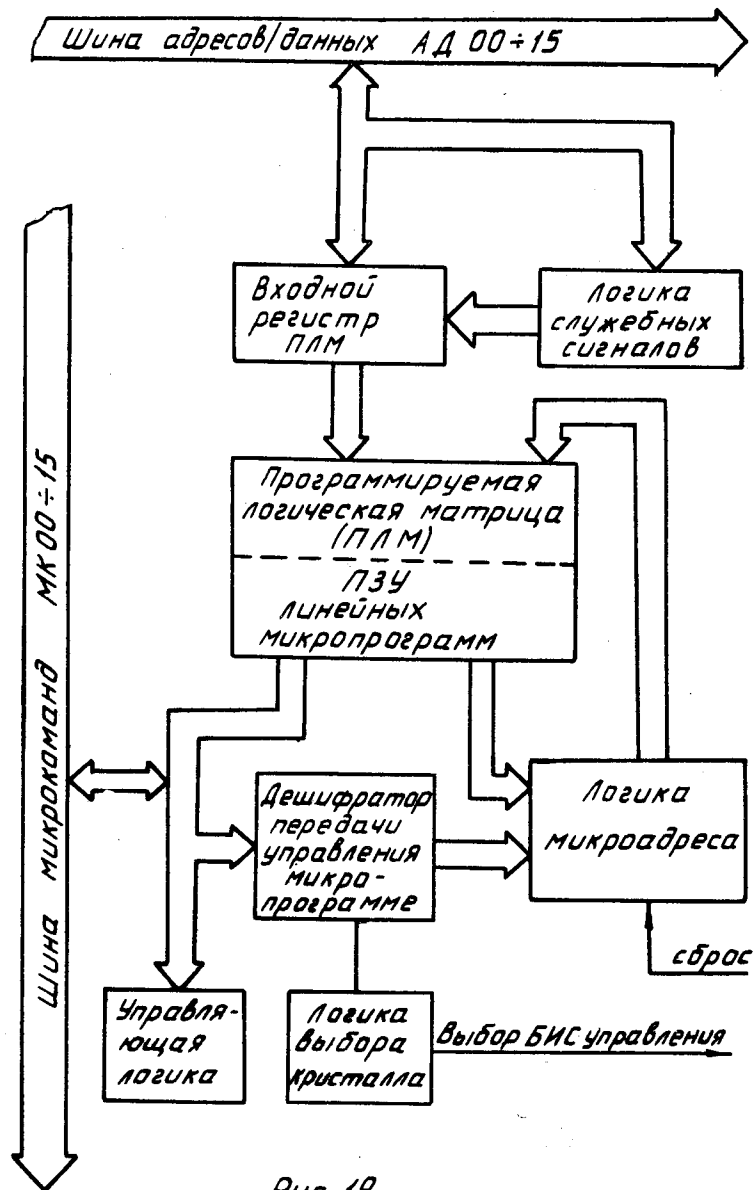 Шина адресов/данных АД 00÷15
Входной
регистр
ПЛМ
Логика
служебных
сигналов
Программируемая
логическая матрица
(ПЛМ)
ПЗУ
линейных
микропрограмм
Шина микрокоманд МК 00÷15
Дешифратор
передачи
управления
микро-
программе
Логика
микроадреса
сброс
Управля-
ющая
логика
Логика
выбора
кристалла
Выбор БИС управления
Рис. 19